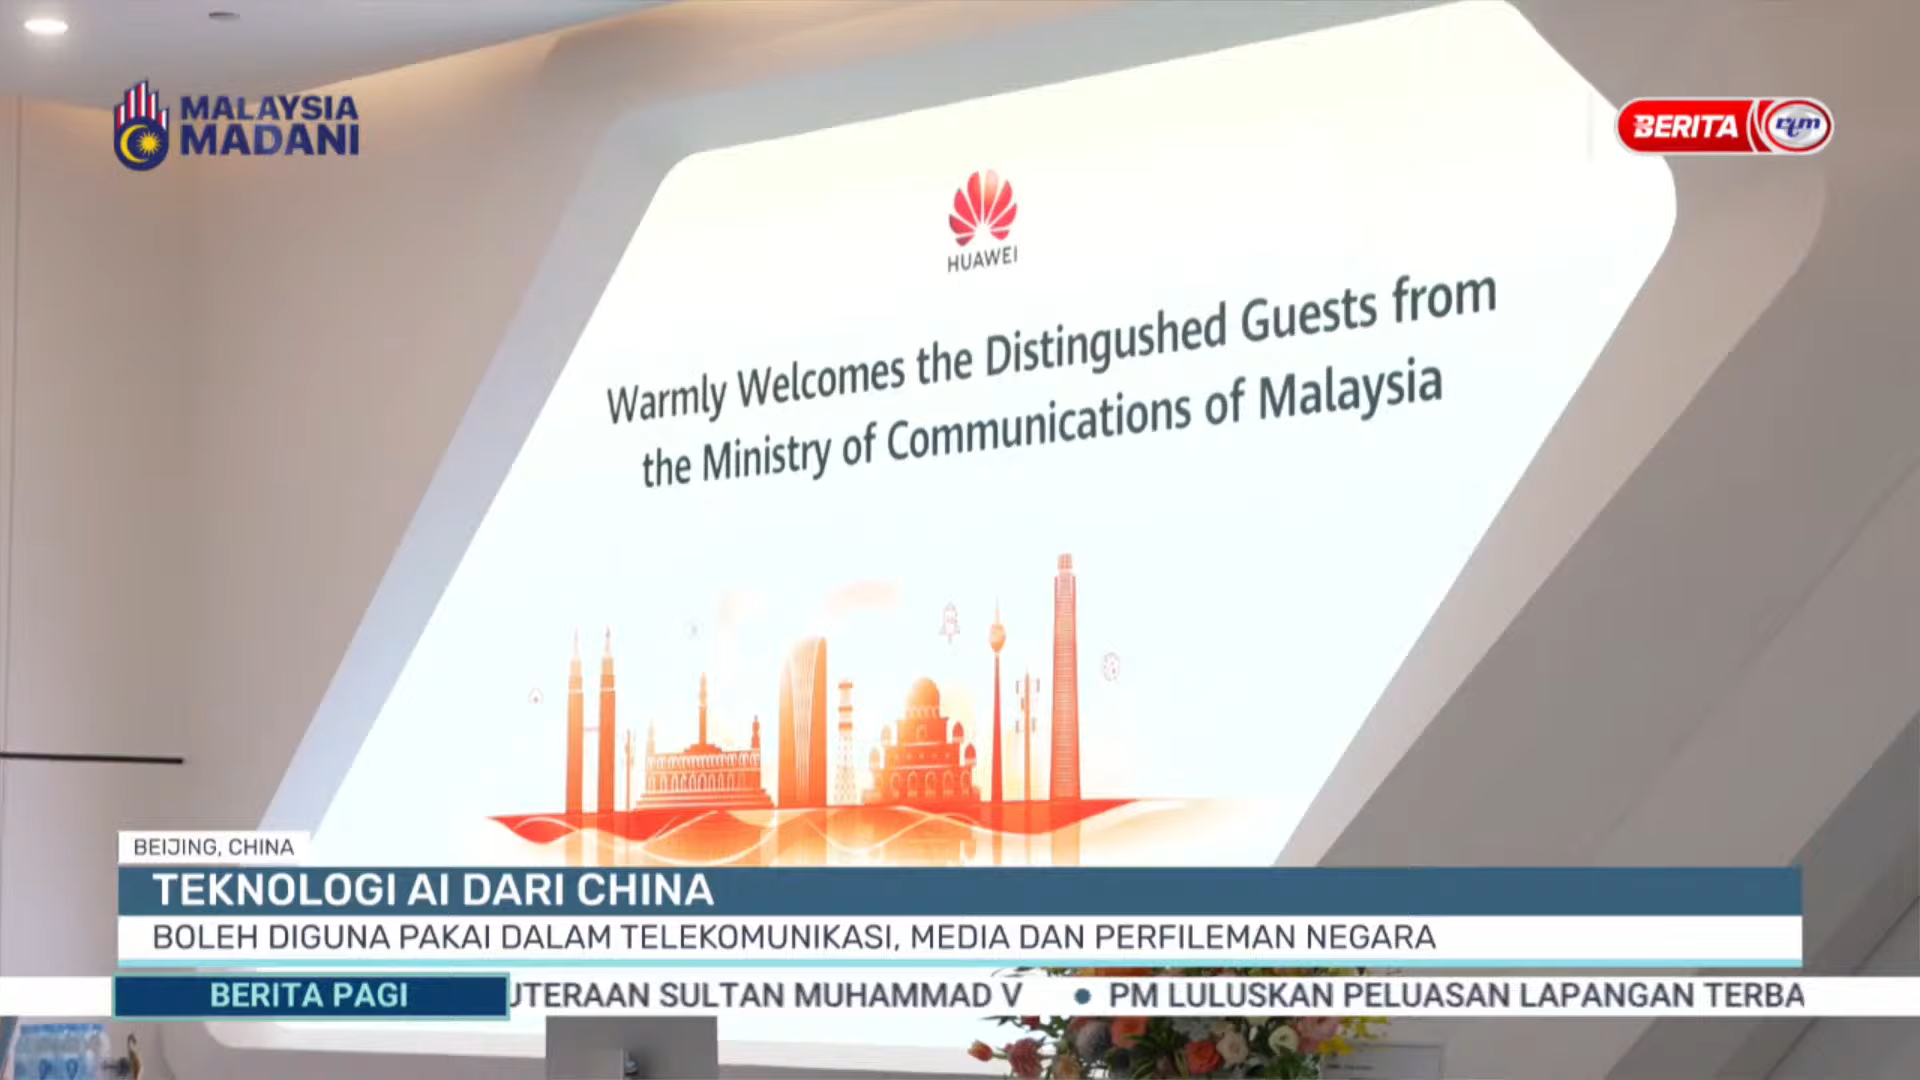 MALAYSIA
MADANI
BERITA rtm
HUAWEI
Warmly Welcomes the Distingushed Guests from
the Ministry of Communications of Malaysia
BEIJING, CHINA
TEKNOLOGI AI DARI CHINA
BOLEH DIGUNA PAKAI DALAM TELEKOMUNIKASI, MEDIA DAN PERFILEMAN NEGARA
BERITA PAGI
UTERAAN SULTAN MUHAMMAD V • PM LULUSKAN PELUASAN LAPANGAN TERBA